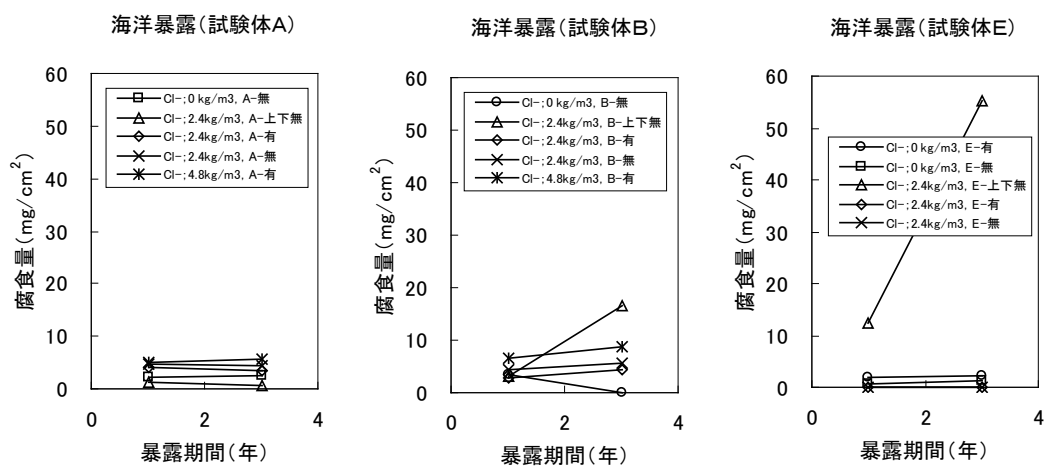 海洋暴露(試験体A)
60
50
40
30
20
10
0
腐食量(mg/cm2)
Cl-;0 kg/m3, A-無
Cl-;2.4kg/m3, A-上下無
Cl-;2.4kg/m3, A-有
Cl-;2.4kg/m3, A-無
Cl-;4.8kg/m3, A-有
0 2 4
暴露期間(年)
海洋暴露(試験体B)
60
50
40
30
20
10
0
腐食量(mg/cm2)
Cl-;0 kg/m3, B-無
Cl-;2.4kg/m3, B-上下無
Cl-;2.4kg/m3, B-有
Cl-;2.4kg/m3, B-無
Cl-;4.8kg/m3, B-有
0 2 4
暴露期間(年)
海洋暴露(試験体E)
60
50
40
30
20
10
0
腐食量(mg/cm2)
Cl-;0 kg/m3, E-有
Cl-;0 kg/m3, E-無
Cl-;2.4kg/m3, E-上下無
Cl-;2.4kg/m3, E-有
Cl-;2.4kg/m3, E-無
0 2 4
暴露期間(年)